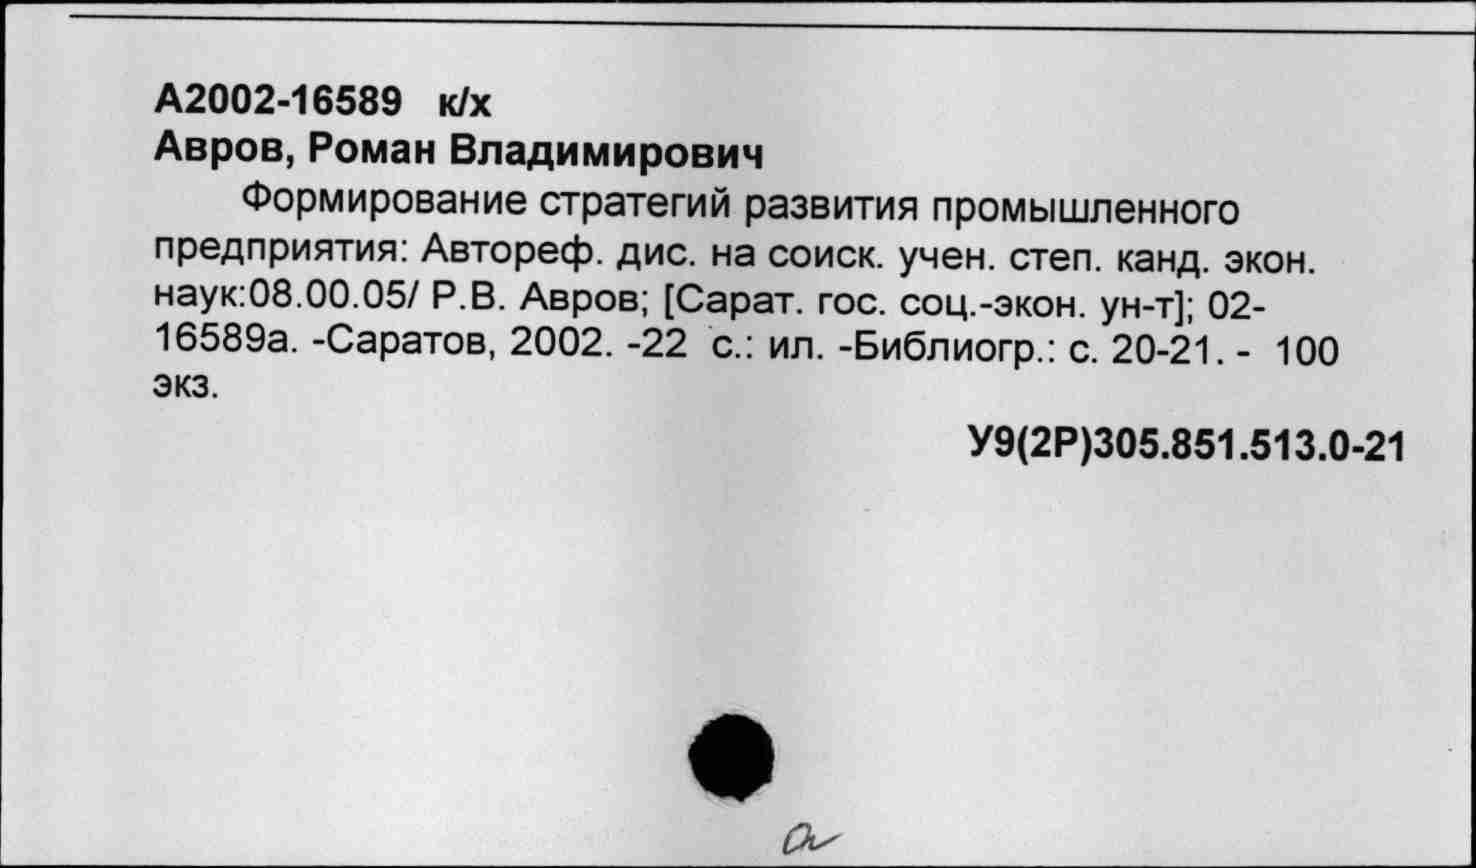 А2002-16589 к/х
Авров, Роман Владимирович
Формирование стратегий развития промышленного
предприятия: Автореф. дис. на соиск. учен. степ. канд. экон.
наук:08.00.05/ Р.В. Авров; [Сарат. гос. соц.-экон. ун-т]; 02-
16589а. -Саратов, 2002. -22 с.: ил. -Библиогр.: с. 20-21. - 100
экз.
У9(2Р)305.851.513.0-21